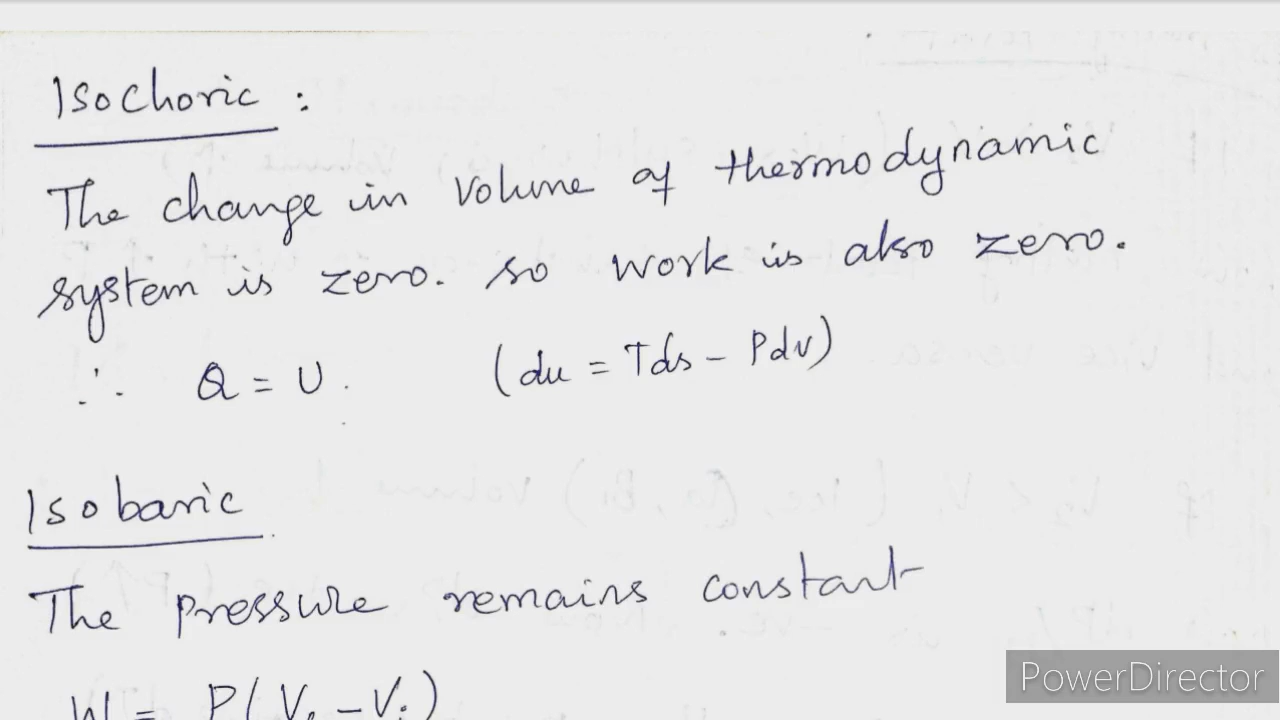 Isochoric :
The change in volume of thermodynamic
system is zero. so work is also zero.
∴ Q = U. (du = Tds - Pdv)
Isobaric
The pressure remains constant
W = P(V
PowerDirector